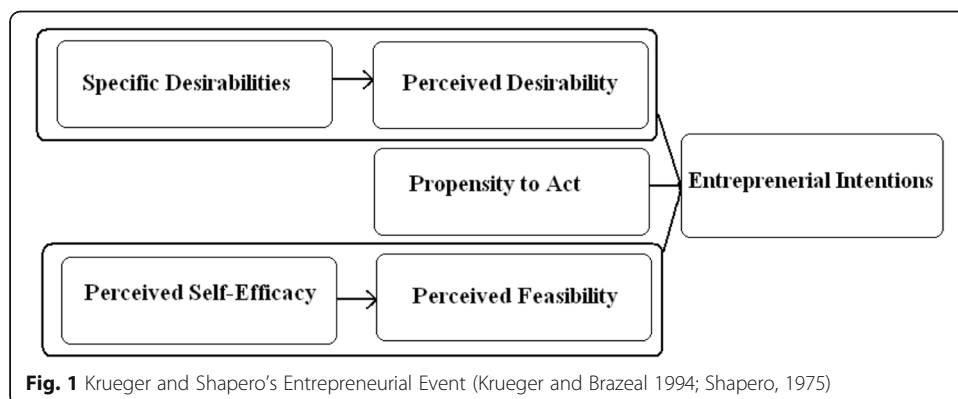 Specific Desirabilities
Perceived Desirability
Propensity to Act
Entreprenerial Intentions
Perceived Self-Efficacy
Perceived Feasibility
Fig. 1 Krueger and Shapero’s Entrepreneurial Event (Krueger and Brazeal 1994; Shapero, 1975)